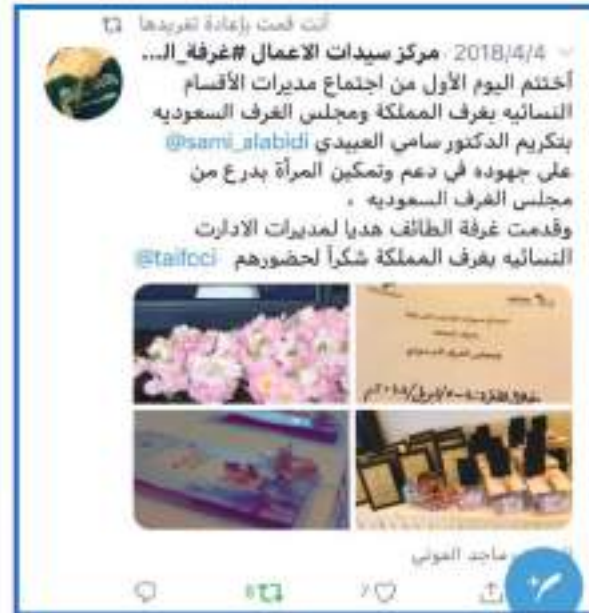 أنت قمت بإعادة تغريدها
مركز سيدات الاعمال #غرفة_الـ... 2018/4/4
أختتم اليوم الأول من اجتماع مديرات الأقسام
النسائيه بغرف المملكة ومجلس الغرف السعوديه
بتكريم الدكتور سامي العبيدي @sami_alabidi
على جهوده في دعم وتمكين المرأة بدرع من
مجلس الغرف السعوديه ،
وقدمت غرفة الطائف هديا لمديرات الادارت
النسائيه بغرف المملكة شكراً لحضورهم @taifcci
ماجد